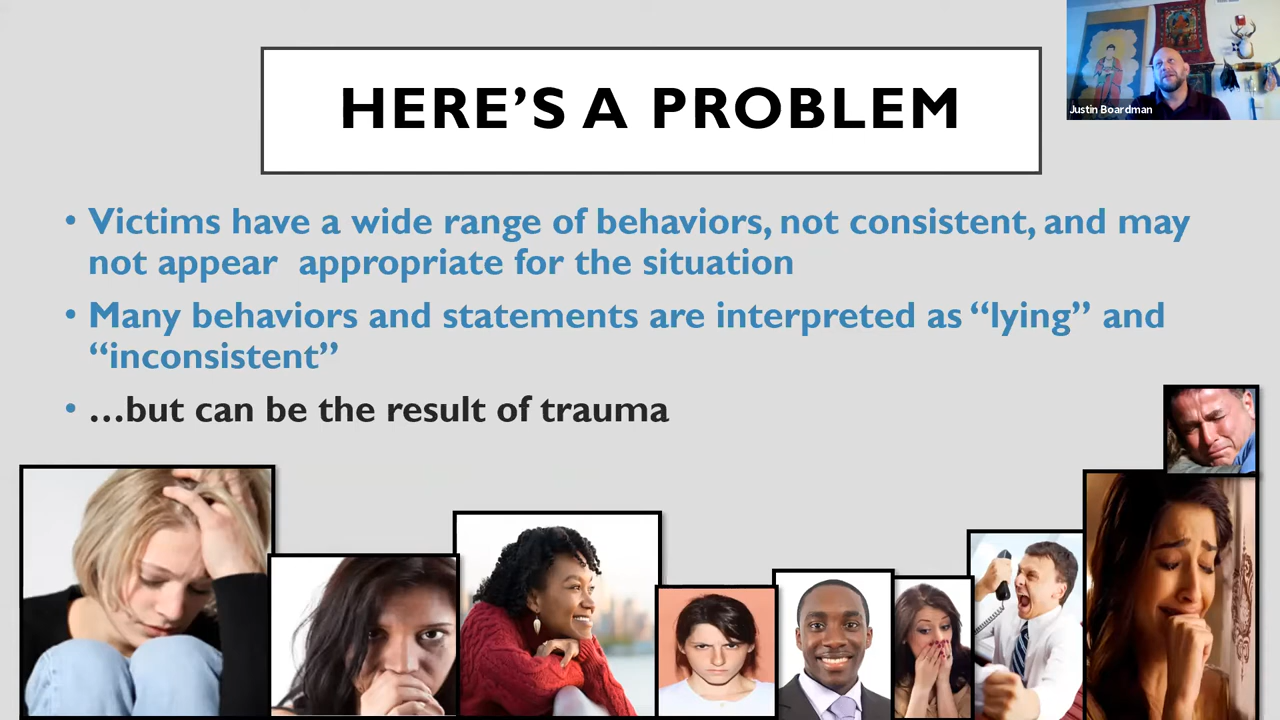 HERE'S A PROBLEM
Justin Boardman
• Victims have a wide range of behaviors, not consistent, and may
not appear  appropriate for the situation
• Many behaviors and statements are interpreted as “lying” and
“inconsistent”
• …but can be the result of trauma